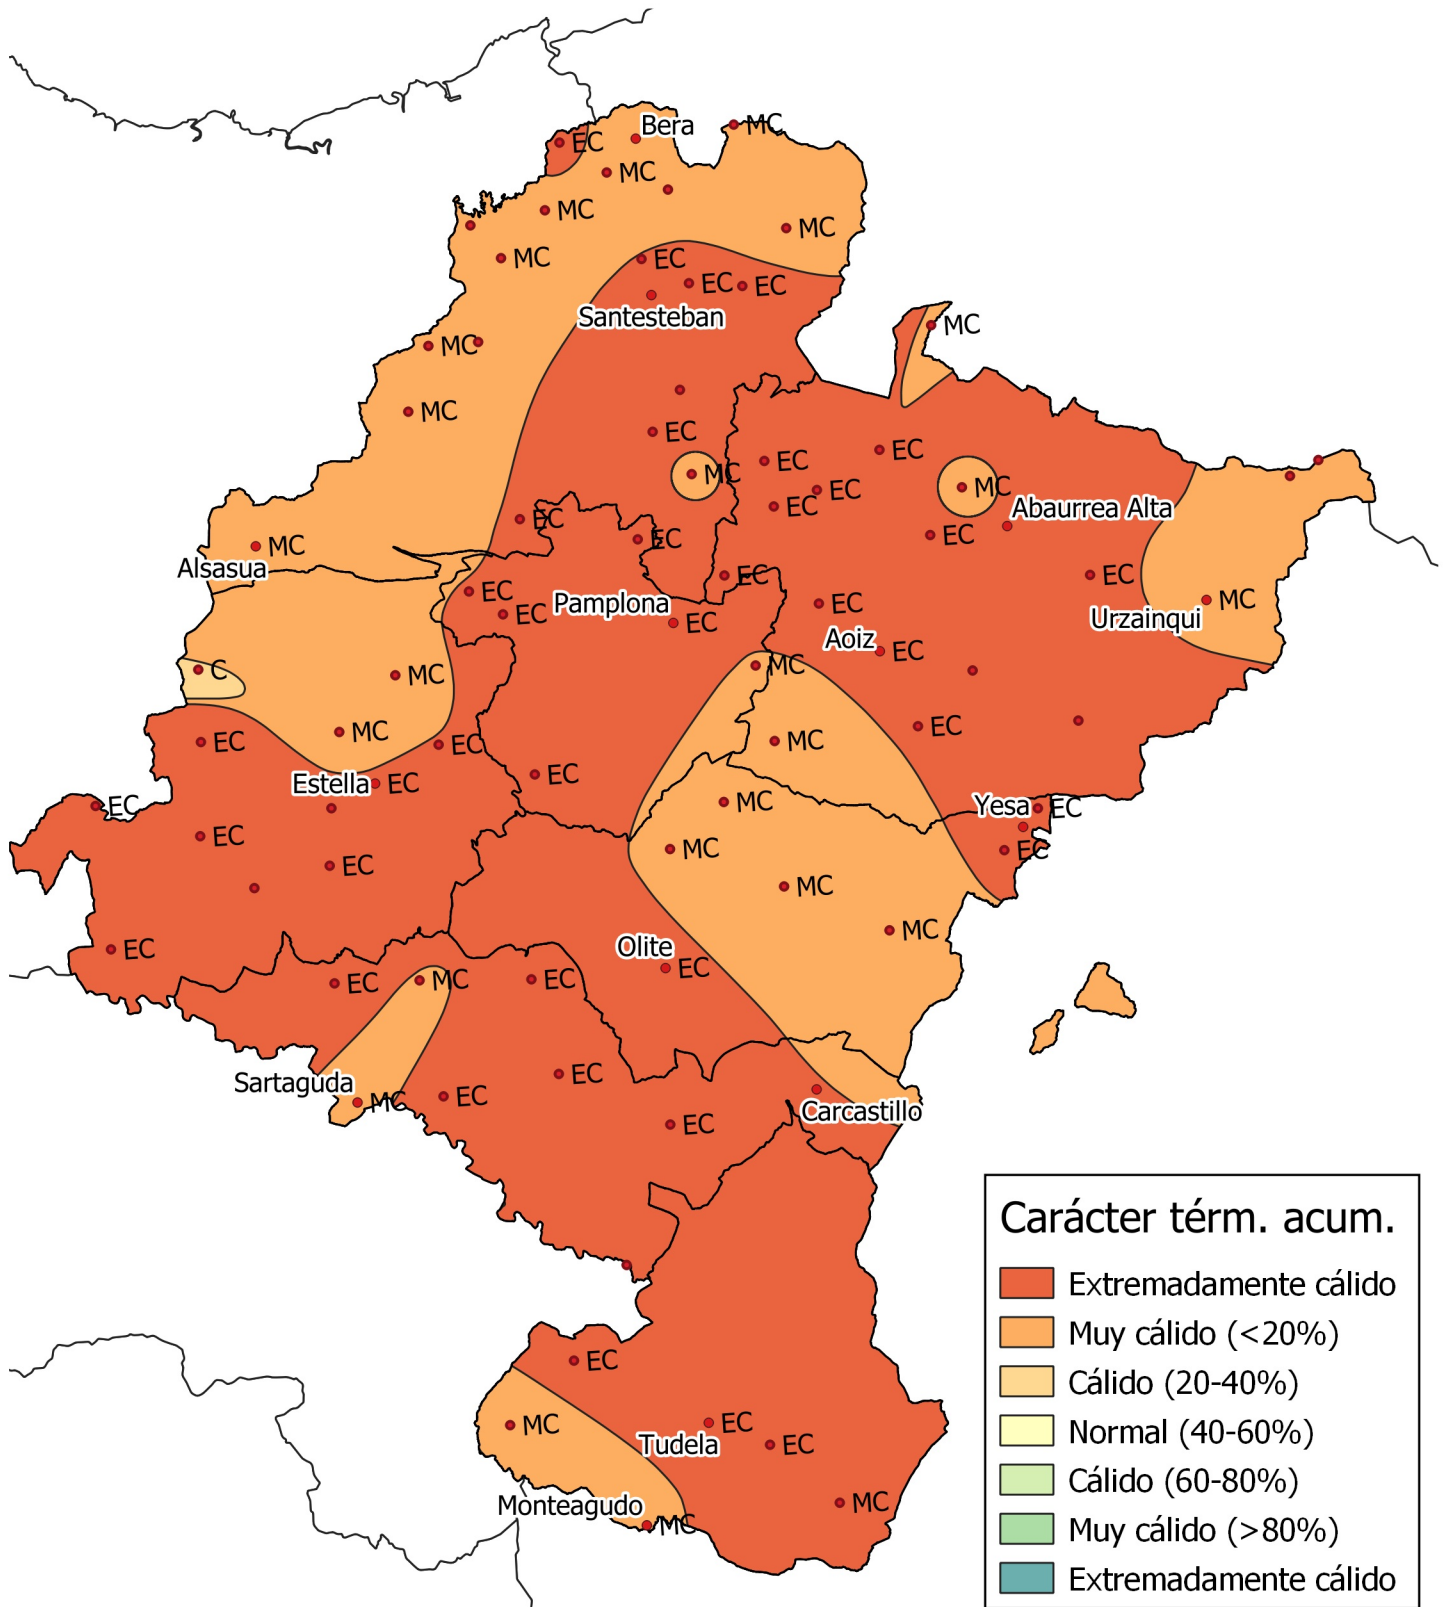 EC
Bera
MC
MC
MC
MC
MC
EC
EC
EC
Santesteban
MC
MC
MC
EC
EC
EC
MC
EC
MC
EC
Abaurrea Alta
EC
EC
EC
MC
Alsasua
EC
EC
EC
EC
Pamplona
EC
MC
Urzainqui
EC
Aoiz
EC
C
MC
MC
MC
EC
EC
MC
EC
EC
Estella
EC
MC
Yesa
EC
EC
EC
MC
EC
EC
MC
MC
Olite
EC
EC
EC
MC
EC
EC
Sartaguda
MC
EC
Carcastillo
EC
EC
MC
EC
Tudela
EC
MC
Monteagudo
MC
Carácter térm. acum.
Extremadamente cálido
Muy cálido (<20%)
Cálido (20-40%)
Normal (40-60%)
Cálido (60-80%)
Muy cálido (>80%)
Extremadamente cálido